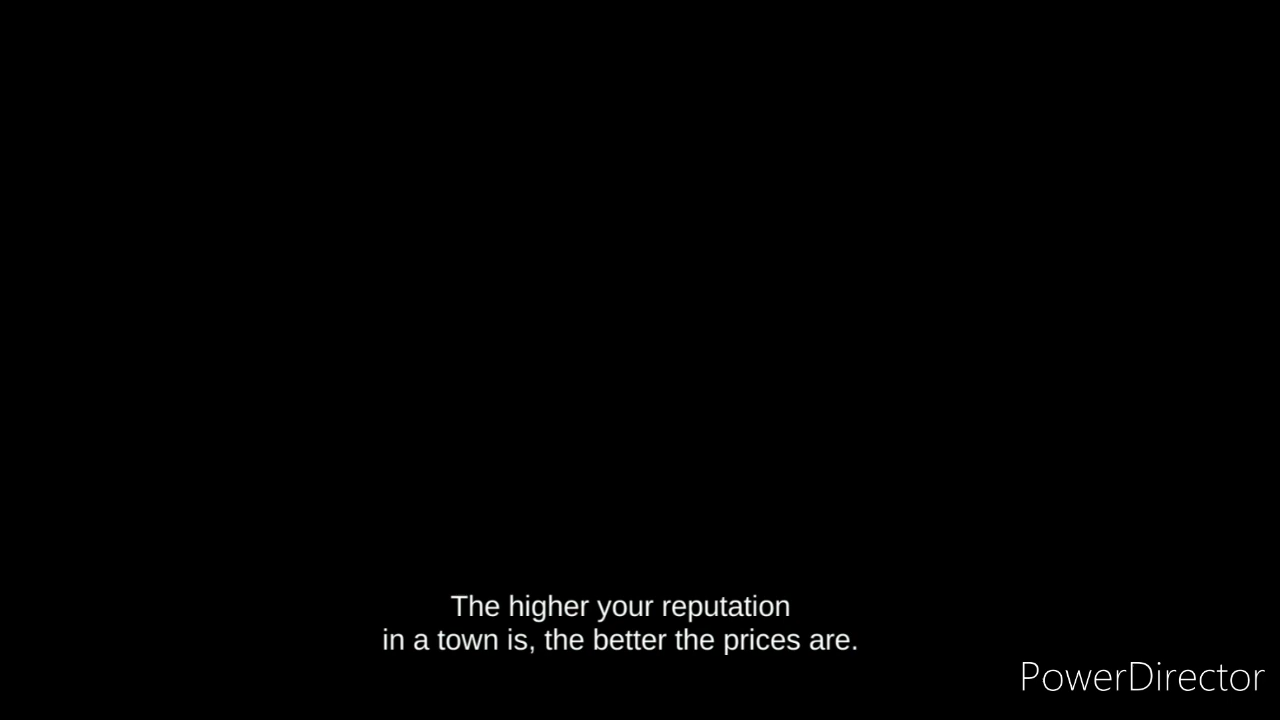 The higher your reputation
in a town is, the better the prices are.
PowerDirector